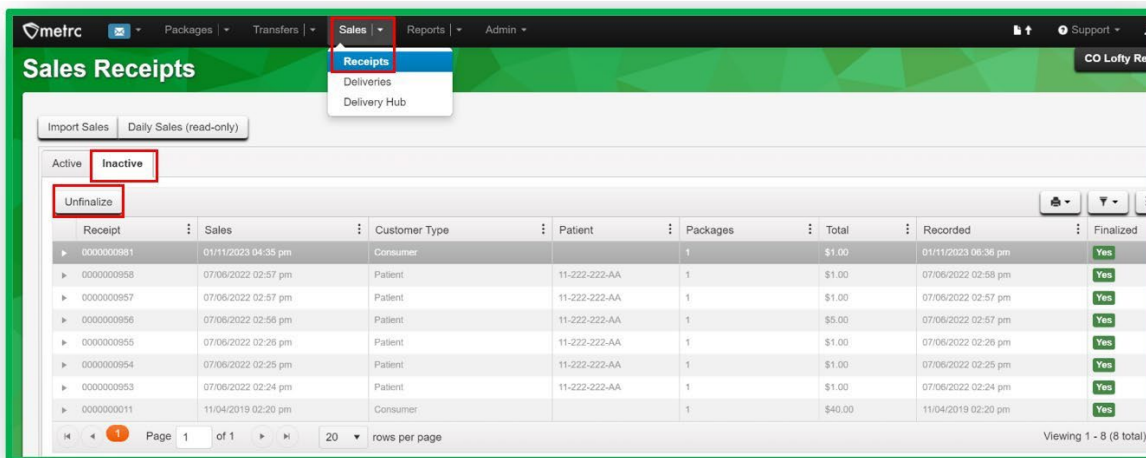 metrc Packages Transfers Sales Reports Admin Support
Sales Receipts CO Lofty Re
Receipts
Deliveries
Delivery Hub
Import Sales Daily Sales (read-only)
Active Inactive
Unfinalize
Receipt Sales Customer Type Patient Packages Total Recorded Finalized
0000000981 01/11/2023 04:35 pm Consumer 1 $1.00 01/11/2023 06:36 pm Yes
0000000958 07/06/2022 02:57 pm Patient 11-222-222-AA 1 $1.00 07/06/2022 02:58 pm Yes
0000000957 07/06/2022 02:57 pm Patient 11-222-222-AA 1 $1.00 07/06/2022 02:57 pm Yes
0000000956 07/06/2022 02:56 pm Patient 11-222-222-AA 1 $5.00 07/06/2022 02:57 pm Yes
0000000955 07/06/2022 02:26 pm Patient 11-222-222-AA 1 $1.00 07/06/2022 02:26 pm Yes
0000000954 07/06/2022 02:25 pm Patient 11-222-222-AA 1 $1.00 07/06/2022 02:25 pm Yes
0000000953 07/06/2022 02:24 pm Patient 11-222-222-AA 1 $1.00 07/06/2022 02:24 pm Yes
0000000011 11/04/2019 02:20 pm Consumer 1 $40.00 11/04/2019 02:20 pm Yes
1 Page 1 of 1 20 rows per page Viewing 1 - 8 (8 total)